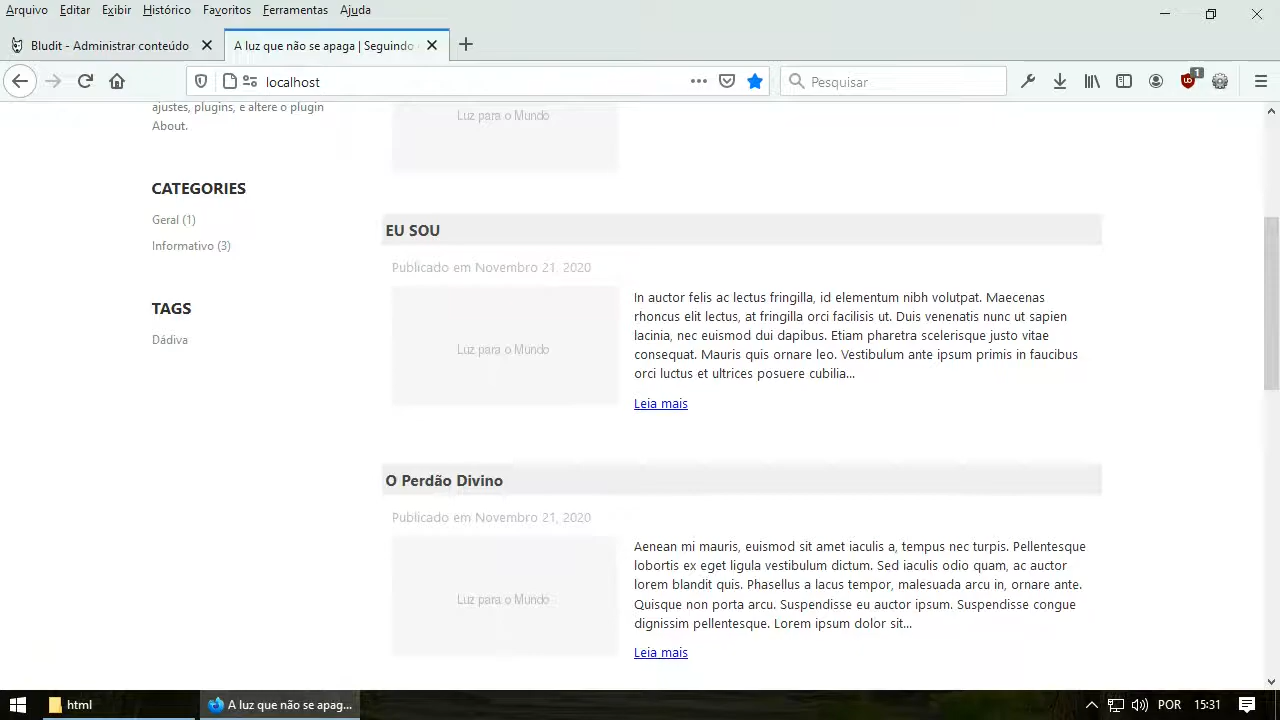 Arquivo Exibir Histórico Favoritos Ferramentas Ajuda
Bludit - Administrar conteúdo
A luz que não se apaga | Seguindo
localhost
Pesquisar
1
ajustes, plugins, e altere o plugin
About.
CATEGORIES
Geral (1)
Informativo (3)
TAGS
Dádiva
Luz para o Mundo
EU SOU
Publicado em Novembro 21, 2020
Luz para o Mundo
In auctor felis ac lectus fringilla, id elementum nibh volutpat. Maecenas
rhoncus elit lectus, at fringilla orci facilisis ut. Duis venenatis nunc ut sapien
lacinia, nec euismod dui dapibus. Etiam pharetra scelerisque justo vitae
consequat. Mauris quis ornare leo. Vestibulum ante ipsum primis in faucibus
orci luctus et ultrices posuere cubilia...
Leia mais
O Perdão Divino
Publicado em Novembro 21, 2020
Luz para o Mundo
Aenean mi mauris, euismod sit amet iaculis a, tempus nec turpis. Pellentesque
lobortis ex eget ligula vestibulum dictum. Sed iaculis odio quam, ac auctor
lorem blandit quis. Phasellus a lacus tempor, malesuada arcu in, ornare ante.
Quisque non porta arcu. Suspendisse eu auctor ipsum. Suspendisse congue
dignissim pellentesque. Lorem ipsum dolor sit...
Leia mais
html
A luz que não se apag...
POR
15:31